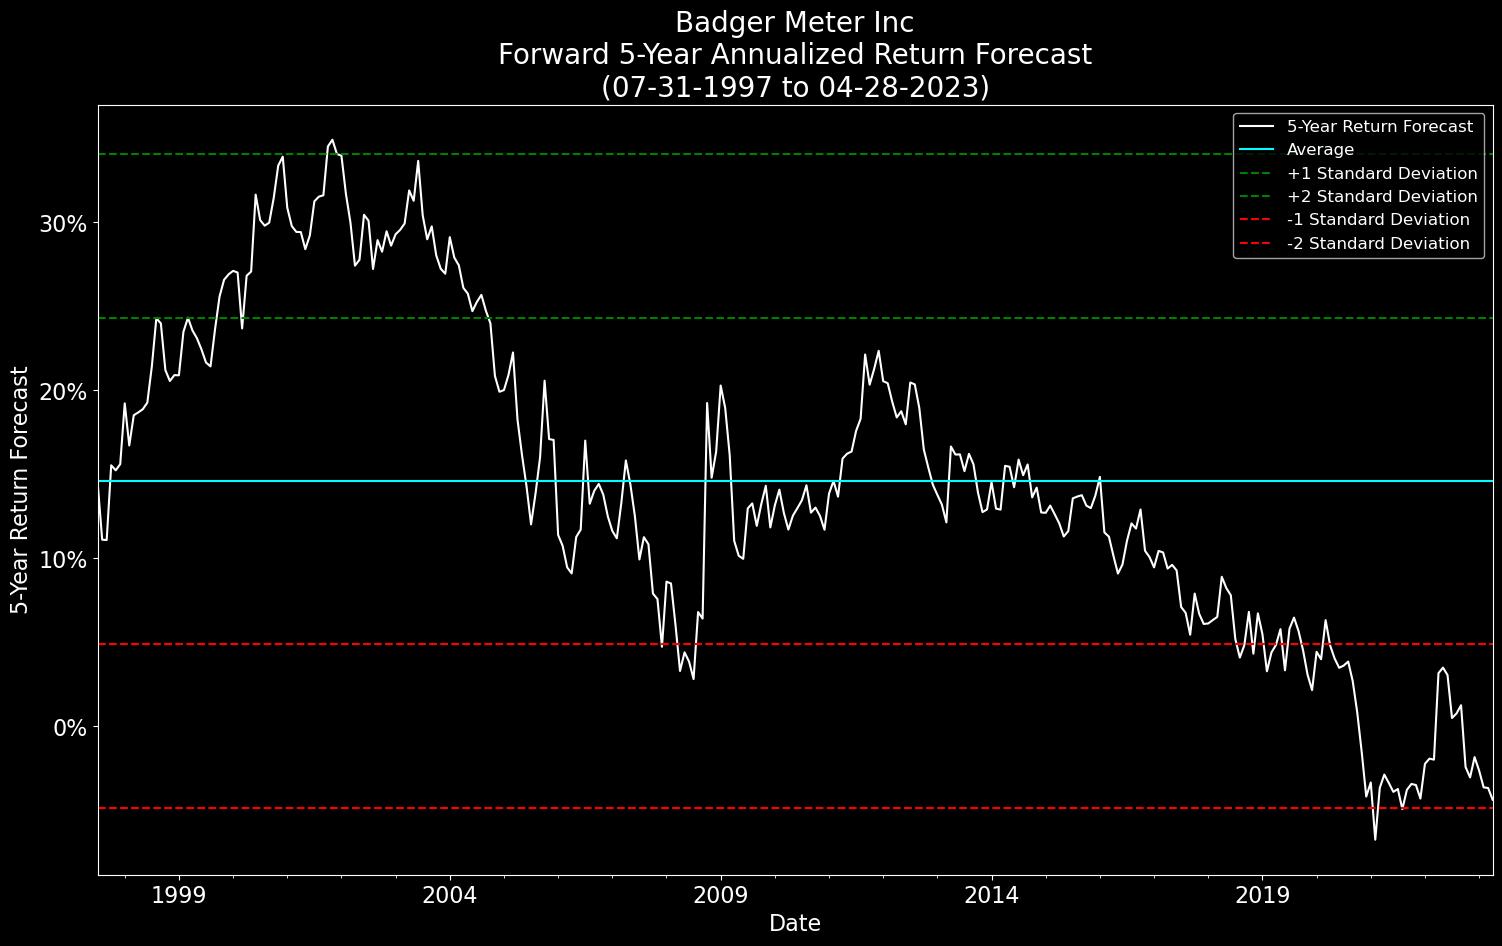 Badger Meter Inc
Forward 5-Year Annualized Return Forecast
(07-31-1997 to 04-28-2023)
5-Year Return Forecast
Average
+1 Standard Deviation
+2 Standard Deviation
-1 Standard Deviation
-2 Standard Deviation
30%
20%
10%
0%
5-Year Return Forecast
1999
2004
2009
2014
2019
Date